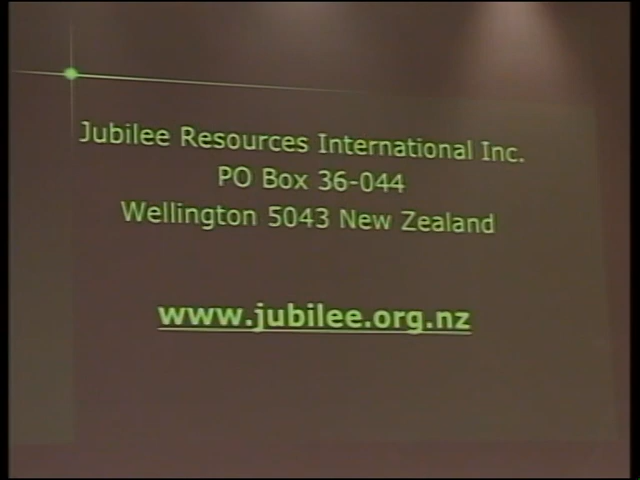 Jubilee Resources International Inc.
PO Box 36-044
Wellington 5043 New Zealand
www.jubilee.org.nz